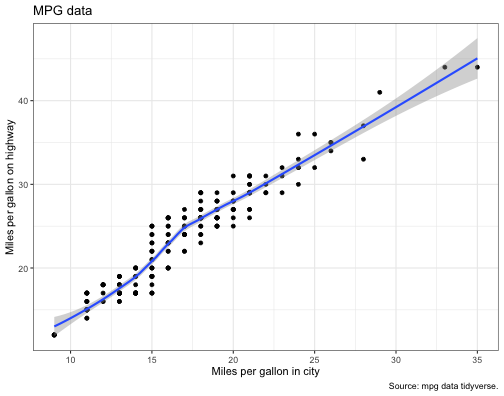 MPG data
Miles per gallon on highway
40
30
20
10
15
20
25
30
35
Miles per gallon in city
Source: mpg data tidyverse.